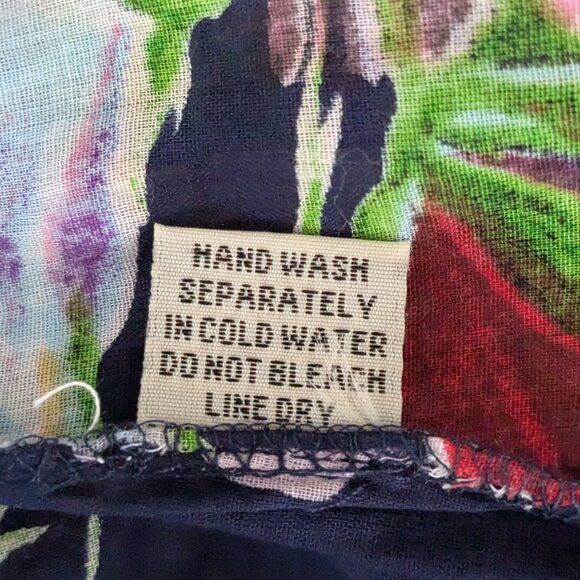 HAND WASH
SEPARATELY
IN COLD WATER
DO NOT BLEACH
LINE DRY